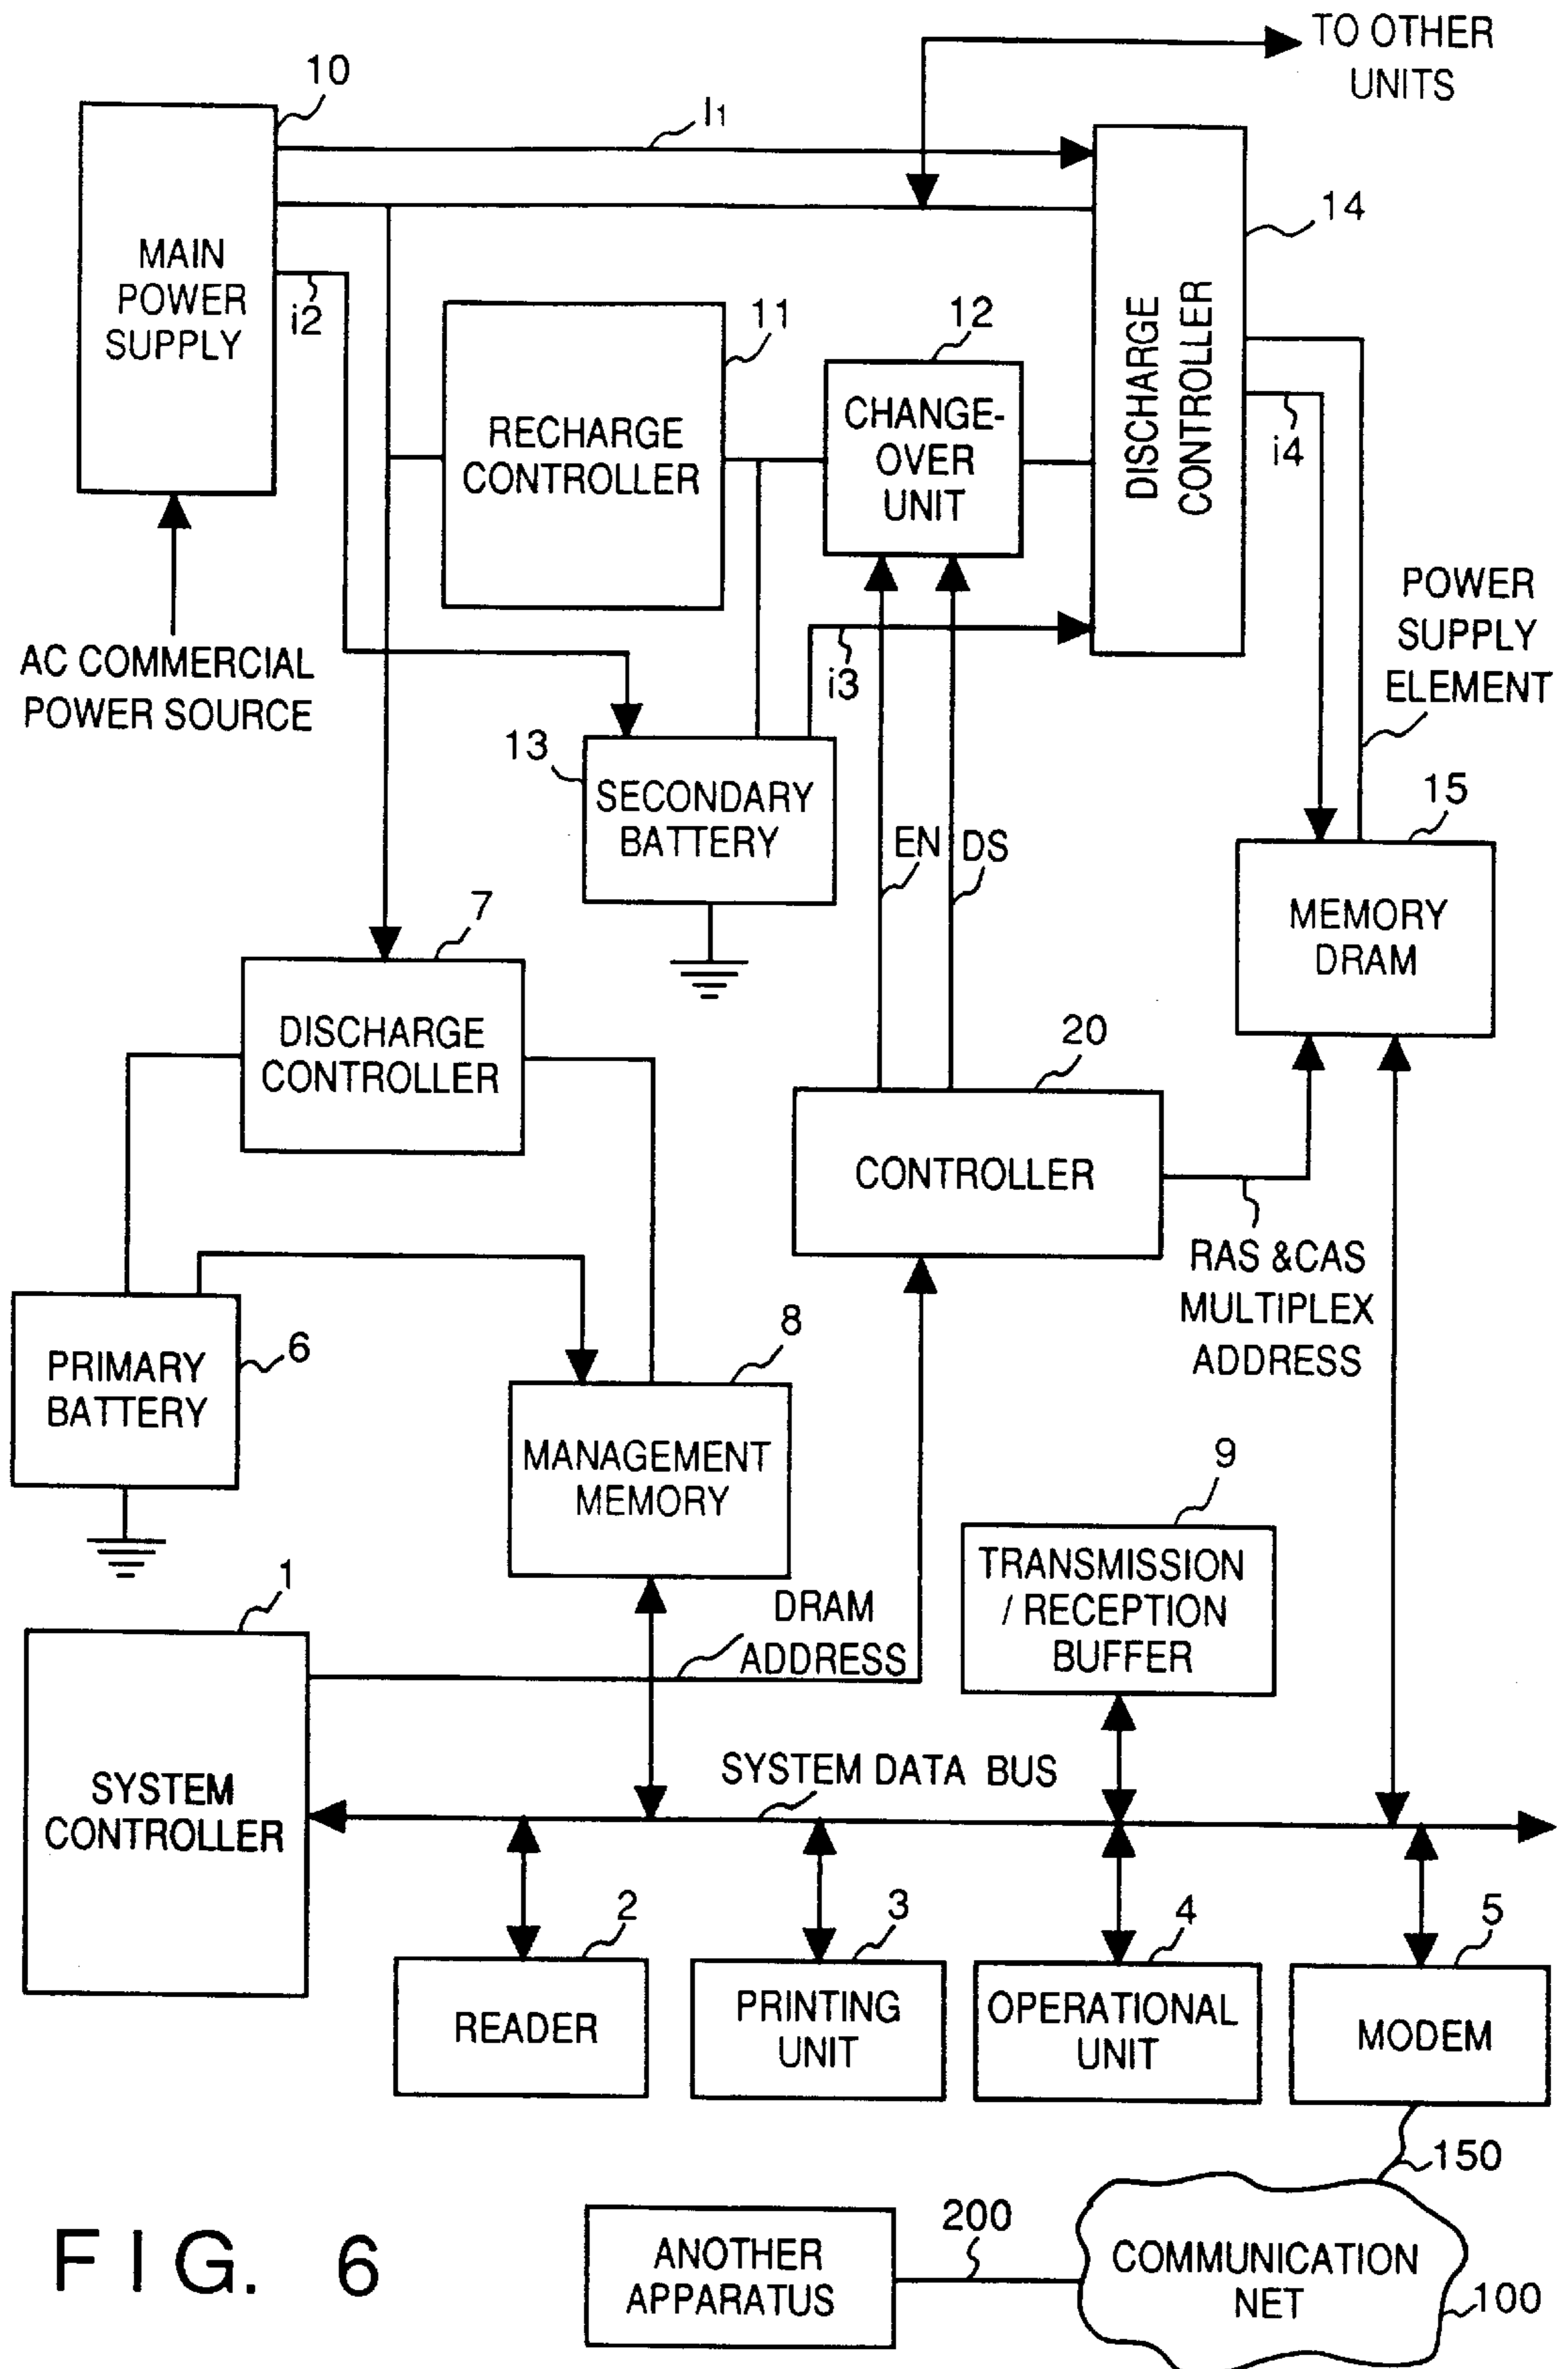 TO OTHER
UNITS
10
I1
14
MAIN
POWER
SUPPLY
i2
11
12
DISCHARGE
CONTROLLER
RECHARGE
CONTROLLER
CHANGE-
OVER
UNIT
i4
POWER
SUPPLY
ELEMENT
AC COMMERCIAL
POWER SOURCE
i3
13
SECONDARY
BATTERY
EN
DS
15
MEMORY
DRAM
7
DISCHARGE
CONTROLLER
20
CONTROLLER
RAS &CAS
MULTIPLEX
ADDRESS
PRIMARY
BATTERY
6
8
MANAGEMENT
MEMORY
9
TRANSMISSION
/ RECEPTION
BUFFER
1
DRAM
ADDRESS
SYSTEM
CONTROLLER
SYSTEM DATA BUS
2
3
4
5
READER
PRINTING
UNIT
OPERATIONAL
UNIT
MODEM
150
FIG. 6
ANOTHER
APPARATUS
200
COMMUNICATION
NET
100